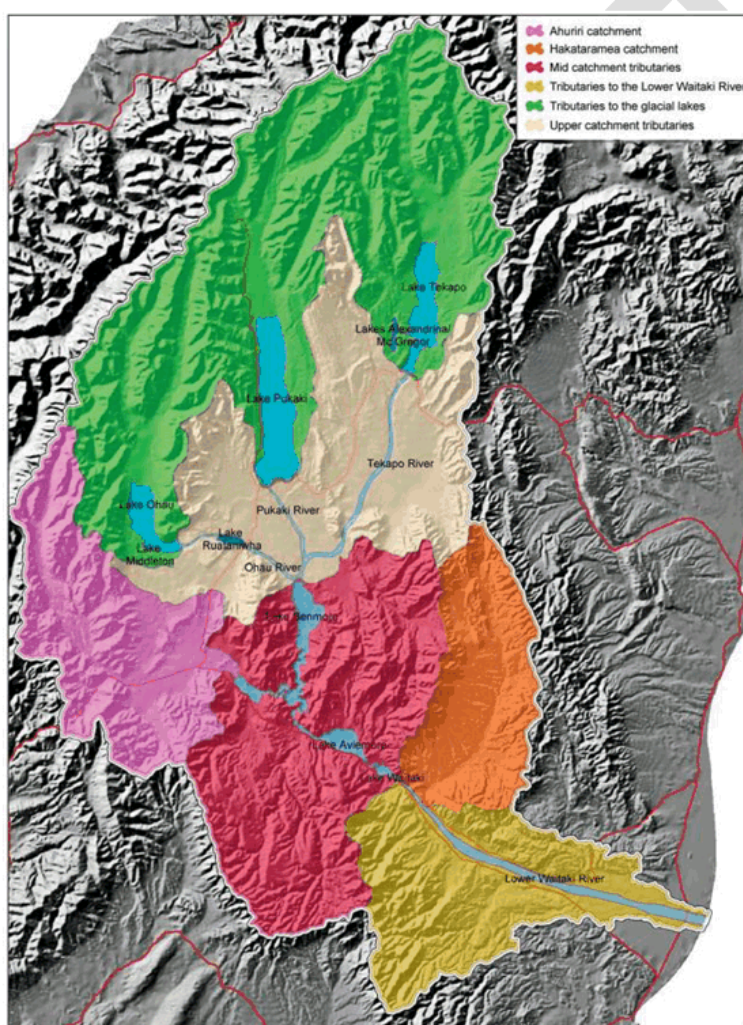 Ahuriri catchment
Hakataramea catchment
Mid catchment tributaries
Tributaries to the Lower Waitaki River
Tributaries to the glacial lakes
Upper catchment tributaries
Lake Tekapo
Lakes Alexandrina/
Mc Gregor
Lake Pukaki
Tekapo River
Lake Ohau
Pukaki River
Lake
Ruataniwha
Lake
Middleton
Ohau River
Lake Benmore
Lake Aviemore
Lake Waitaki
Lower Waitaki River